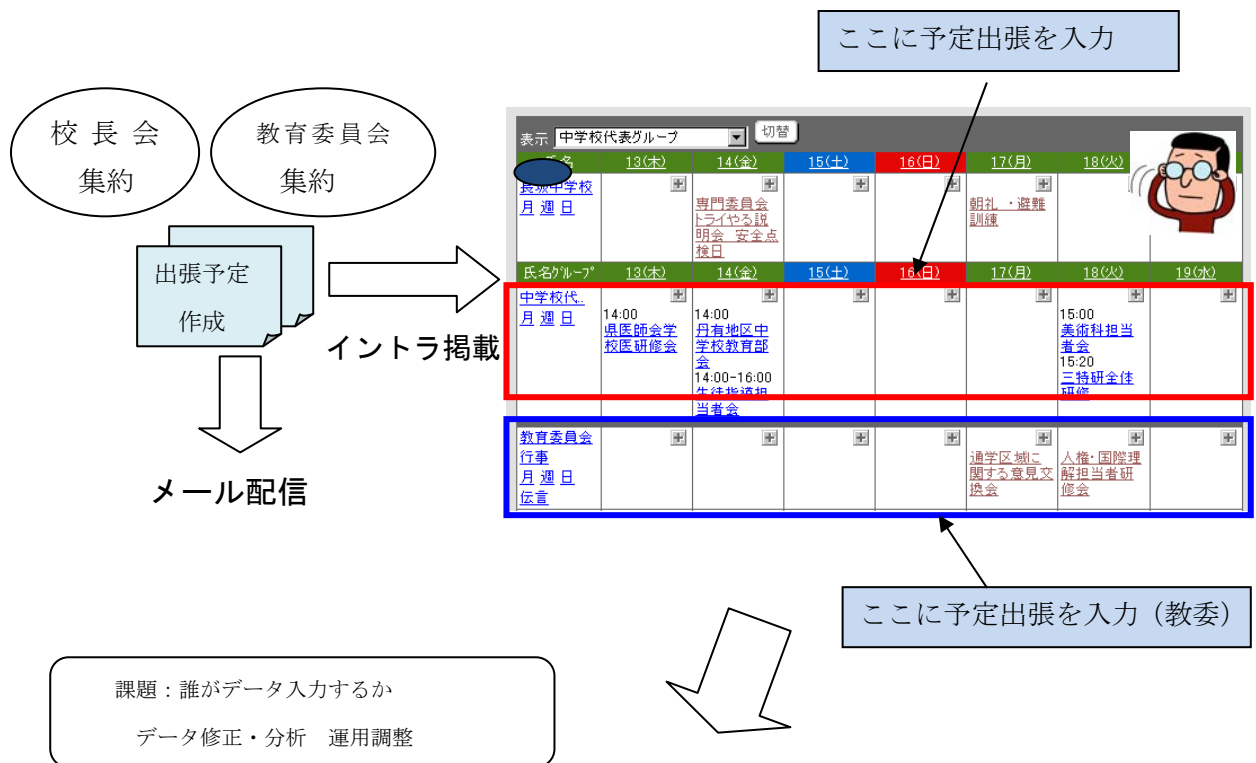 ここに予定出張を入力
校 長 会
集約
教育委員会
集約
出張予定
作成
イントラ掲載
メール配信
表示 中学校代表グループ 切替
13(木) 14(金) 15(土) 16(日) 17(月) 18(火)
中学校
月 週 日
専門委員会
トライやる説
明会 安全点
検日
朝礼 ・避難
訓練
氏名グループ 13(木) 14(金) 15(土) 16(日) 17(月) 18(火) 19(水)
中学校代..
月 週 日
14:00
県医師会学
校医研修会
14:00
丹有地区中
学校教育部
会
14:00-16:00
生徒指導担
当者会
15:00
美術科担当
者会
15:20
三特研全体
研修
教育委員会
行事
月 週 日
伝言
通学区域に
関する意見交
換会
人権・国際理
解担当者研
修会
ここに予定出張を入力（教委）
課題：誰がデータ入力するか
データ修正・分析　運用調整